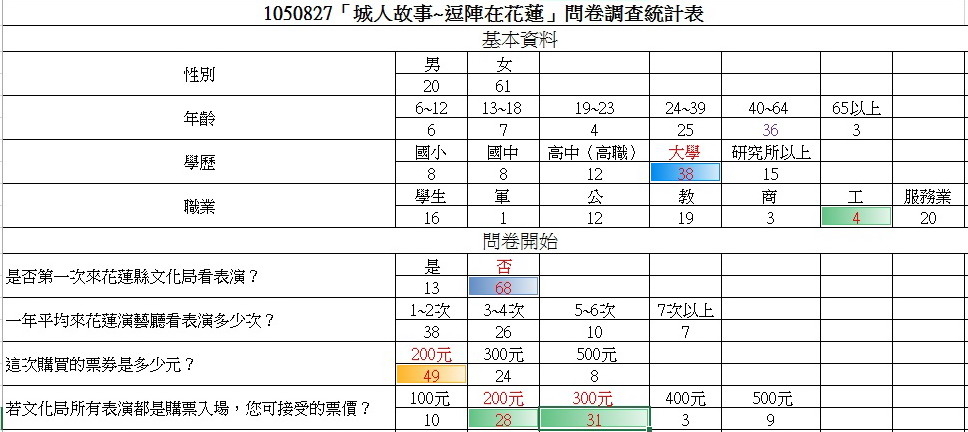 1050827「城人故事~逗陣在花蓮」問卷調查統計表
基本資料
性別
男 女
20 61
年齡
6~12 13~18 19~23 24~39 40~64 65以上
6 7 4 25 36 3
學歷
國小 國中 高中（高職） 大學 研究所以上
8 8 12 38 15
職業
學生 軍 公 教 商 工 服務業
16 1 12 19 3 4 20
問卷開始
是否第一次來花蓮縣文化局看表演？
是 否
13 68
一年平均來花蓮演藝廳看表演多少次？
1~2次 3~4次 5~6次 7次以上
38 26 10 7
這次購買的票券是多少元？
200元 300元 500元
49 24 8
若文化局所有表演都是購票入場，您可接受的票價？
100元 200元 300元 400元 500元
10 28 31 3 9